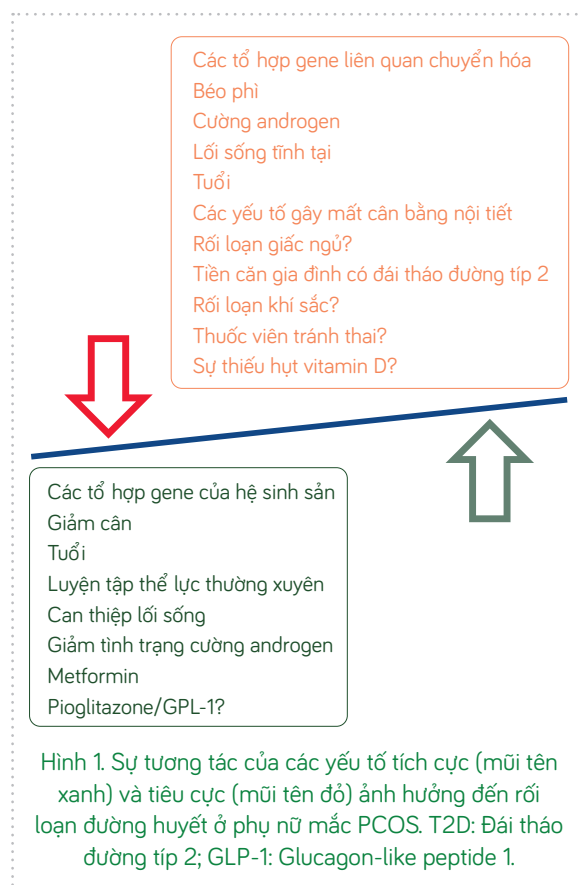 Các tổ hợp gene liên quan chuyển hóa
Béo phì
Cường androgen
Lối sống tĩnh tại
Tuổi
Các yếu tố gây mất cân bằng nội tiết
Rối loạn giấc ngủ?
Tiền căn gia đình có đái tháo đường típ 2
Rối loạn khí sắc?
Thuốc viên tránh thai?
Sự thiếu hụt vitamin D?
Các tổ hợp gene của hệ sinh sản
Giảm cân
Tuổi
Luyện tập thể lực thường xuyên
Can thiệp lối sống
Giảm tình trạng cường androgen
Metformin
Pioglitazone/GPL-1?
Hình 1. Sự tương tác của các yếu tố tích cực (mũi tên
xanh) và tiêu cực (mũi tên đỏ) ảnh hưởng đến rối
loạn đường huyết ở phụ nữ mắc PCOS. T2D: Đái tháo
đường típ 2; GLP-1: Glucagon-like peptide 1.